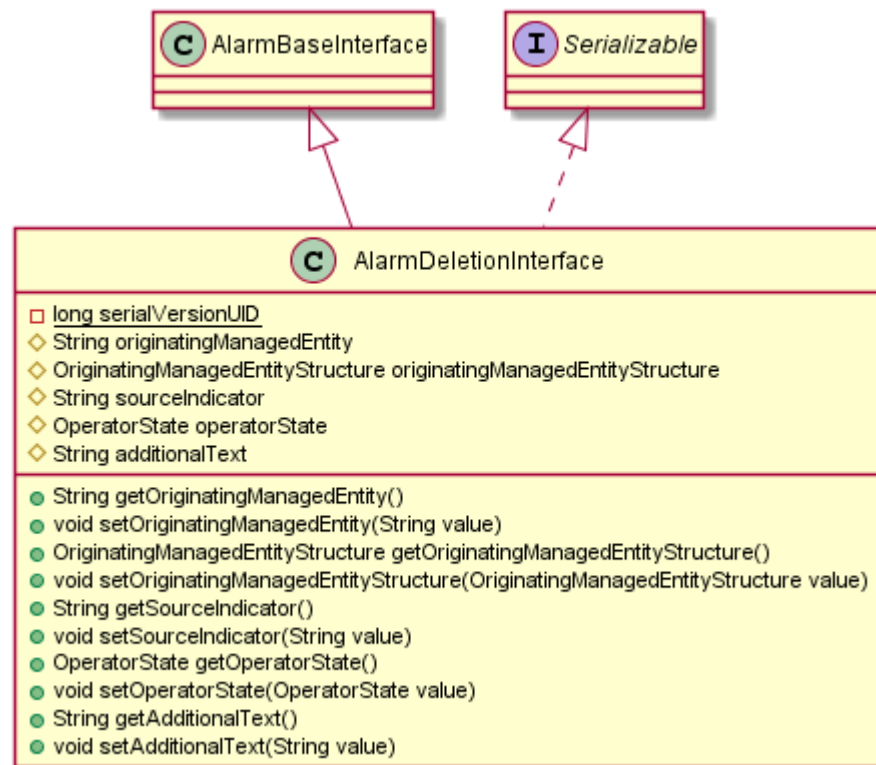 C AlarmBaseInterface
I Serializable
C AlarmDeletionInterface
long serialVersionUID
String originatingManagedEntity
OriginatingManagedEntityStructure originatingManagedEntityStructure
String sourceIndicator
OperatorState operatorState
String additionalText
String getOriginatingManagedEntity()
void setOriginatingManagedEntity(String value)
OriginatingManagedEntityStructure getOriginatingManagedEntityStructure()
void setOriginatingManagedEntityStructure(OriginatingManagedEntityStructure value)
String getSourceIndicator()
void setSourceIndicator(String value)
OperatorState getOperatorState()
void setOperatorState(OperatorState value)
String getAdditionalText()
void setAdditionalText(String value)